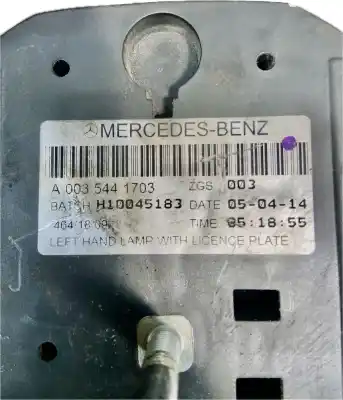 MERCEDES-BENZ
A 003 544 1703 ZGS 003
BATSH H10045183 DATE 05-04-14
TIME 05:18:55
LEFT HAND LAMP WITH LICENCE PLATE